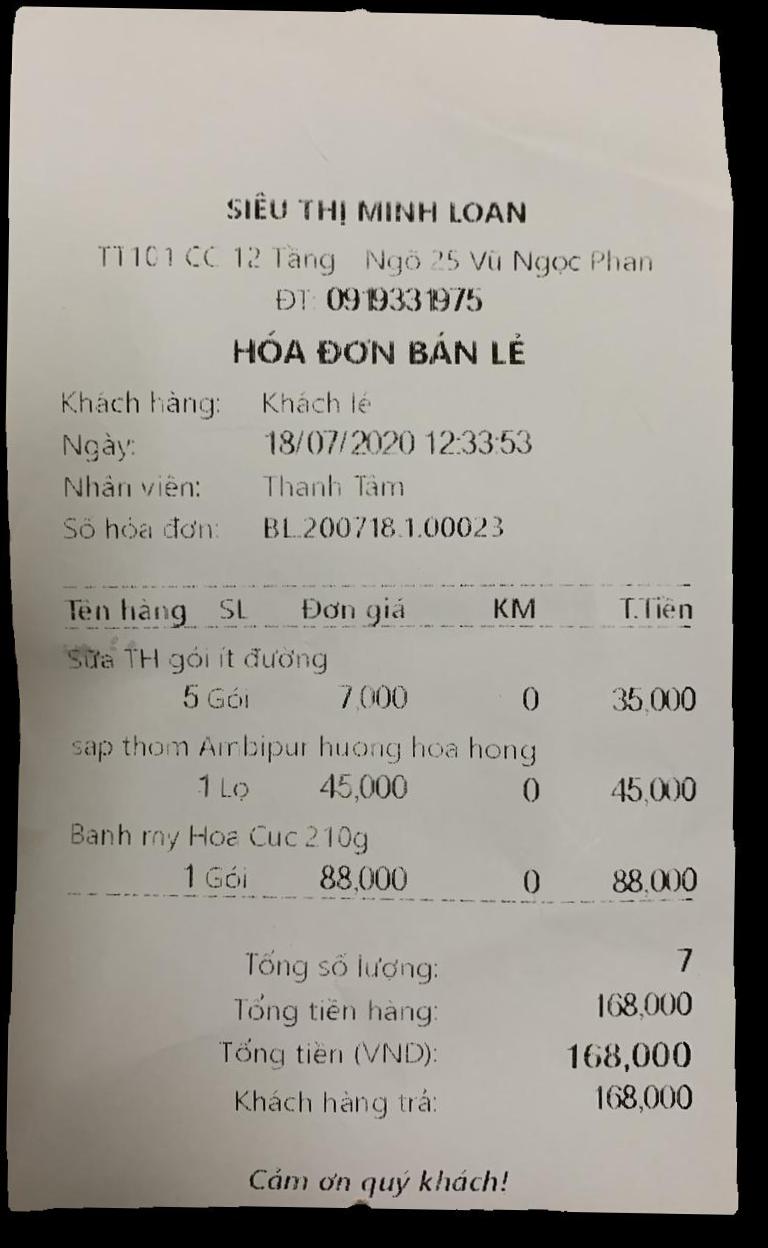 SIÊU THỊ MINH LOAN
TT101 CC 12 Tầng Ngõ 25 Vũ Ngọc Phan
ĐT: 0919331975
HÓA ĐƠN BÁN LẺ
Khách hàng: Khách lẻ
Ngày: 18/07/2020 12:33:53
Nhân viên: Thanh Tâm
Số hóa đơn: BL.200718.1.00023
Tên hàng SL Đơn giá KM T.Tiền
Sữa TH gói ít đường
5 Gói 7,000 0 35,000
sap thom Ambipur huong hoa hong
1 Lọ 45,000 0 45,000
Banh my Hoa Cuc 210g
1 Gói 88,000 0 88,000
Tổng số lượng: 7
Tổng tiền hàng: 168,000
Tổng tiền (VND): 168,000
Khách hàng trả: 168,000
Cảm ơn quý khách!